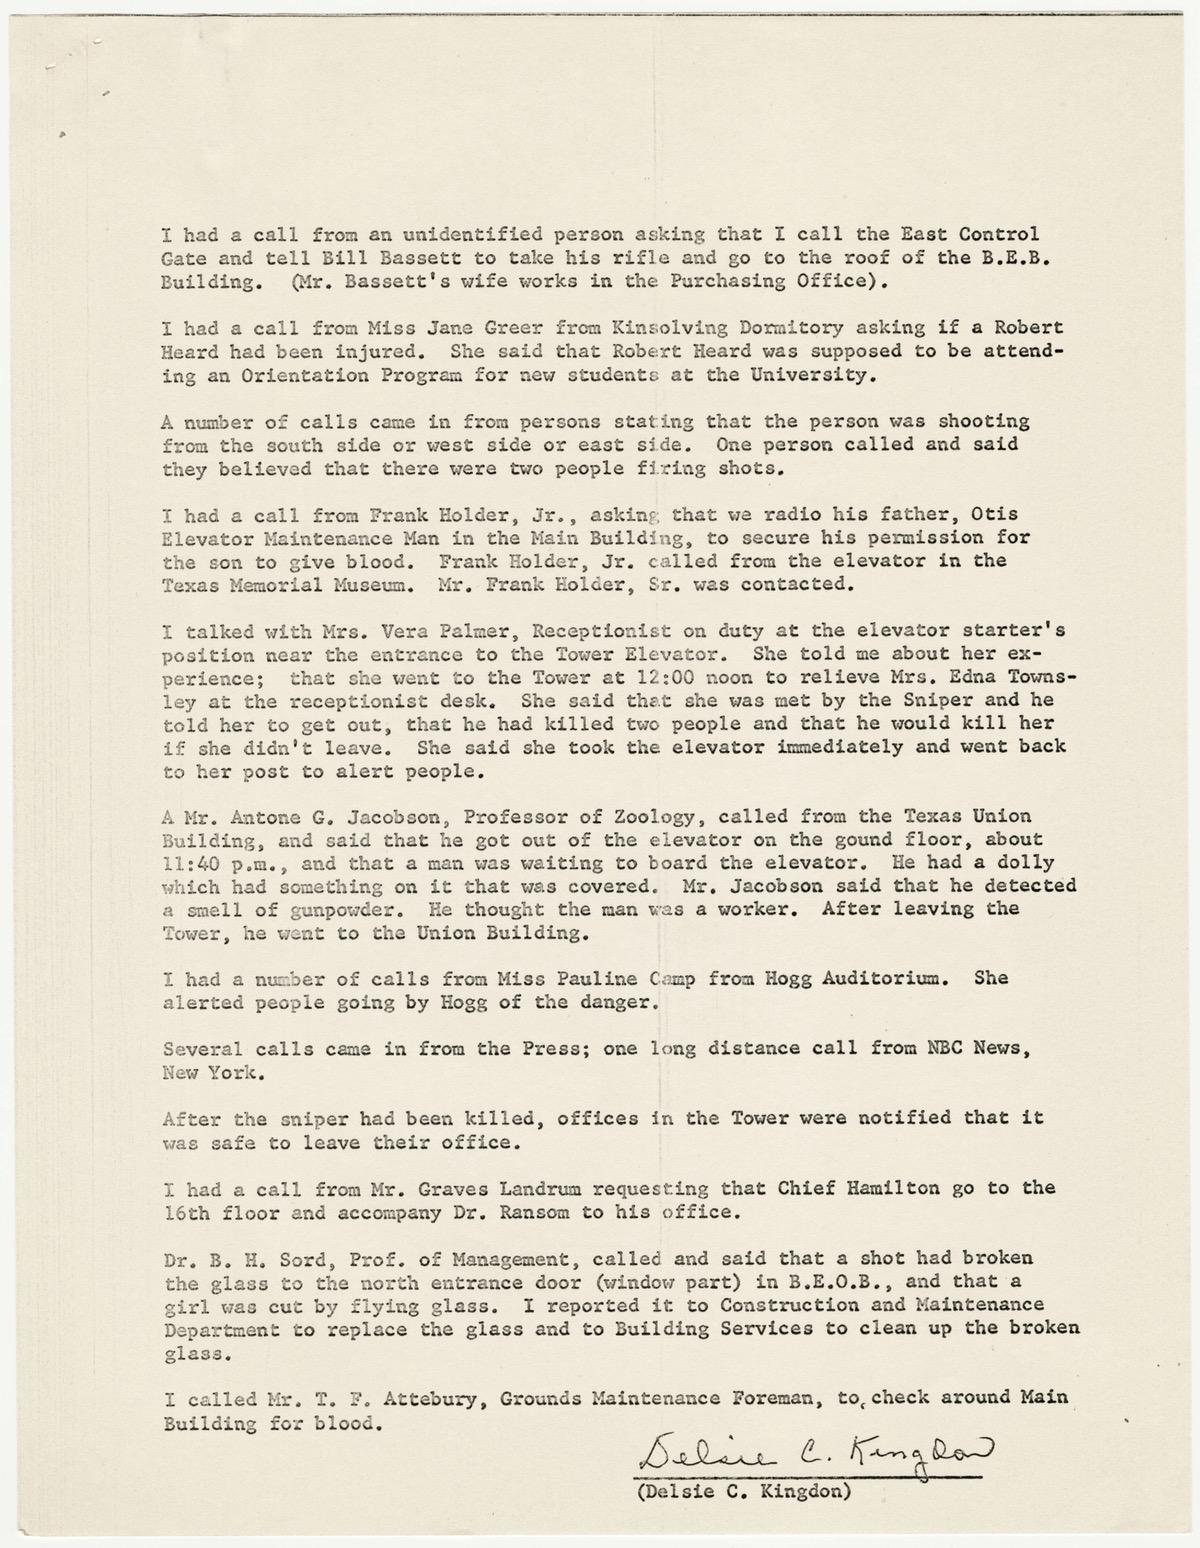 I had a call from an unidentified person asking that I call the East Control
Gate and tell Bill Bassett to take his rifle and go to the roof of the B.E.B.
Building.  (Mr. Bassett's wife works in the Purchasing Office).
I had a call from Miss Jane Greer from Kinsolving Dormitory asking if a Robert
Heard had been injured.  She said that Robert Heard was supposed to be attend-
ing an Orientation Program for new students at the University.
A number of calls came in from persons stating that the person was shooting
from the south side or west side or east side.  One person called and said
they believed that there were two people firing shots.
I had a call from Frank Holder, Jr., asking that we radio his father, Otis
Elevator Maintenance Man in the Main Building, to secure his permission for
the son to give blood.  Frank Holder, Jr. called from the elevator in the
Texas Memorial Museum.  Mr. Frank Holder, Sr. was contacted.
I talked with Mrs. Vera Palmer, Receptionist on duty at the elevator starter's
position near the entrance to the Tower Elevator.  She told me about her ex-
perience;  that she went to the Tower at 12:00 noon to relieve Mrs. Edna Towns-
ley at the receptionist desk.  She said that she was met by the Sniper and he
told her to get out, that he had killed two people and that he would kill her
if she didn't leave.  She said she took the elevator immediately and went back
to her post to alert people.
A Mr. Antone G. Jacobson, Professor of Zoology, called from the Texas Union
Building, and said that he got out of the elevator on the gound floor, about
11:40 p.m., and that a man was waiting to board the elevator.  He had a dolly
which had something on it that was covered.  Mr. Jacobson said that he detected
a smell of gunpowder.  He thought the man was a worker.  After leaving the
Tower, he went to the Union Building.
I had a number of calls from Miss Pauline Camp from Hogg Auditorium.  She
alerted people going by Hogg of the danger.
Several calls came in from the Press; one long distance call from NBC News,
New York.
After the sniper had been killed, offices in the Tower were notified that it
was safe to leave their office.
I had a call from Mr. Graves Landrum requesting that Chief Hamilton go to the
16th floor and accompany Dr. Ransom to his office.
Dr. B. H. Sord, Prof. of Management, called and said that a shot had broken
the glass to the north entrance door (window part) in B.E.O.B., and that a
girl was cut by flying glass.  I reported it to Construction and Maintenance
Department to replace the glass and to Building Services to clean up the broken
glass.
I called Mr. T. F. Attebury, Grounds Maintenance Foreman, to check around Main
Building for blood.
Delsie C. Kingdon
(Delsie C. Kingdon)